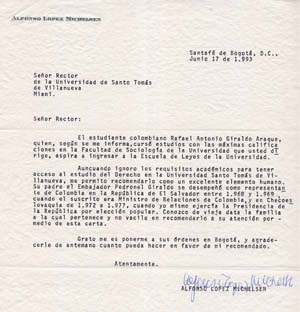 ALFONSO LOPEZ MICHELSEN
Santafé de Bogotá, D.C.,
Junio 17 de 1.993
Señor Rector
de la Universidad de Santo Tomás
de Villanueva
Miami.
Señor Rector:
El estudiante colombiano Rafael Antonio Giraldo Araque,
quien, según se me informa, cursó estudios con las máximas califica
ciones en la Facultad de Sociología de la Universidad que usted di
rige, aspira a ingresar a la Escuela de Leyes de la Universidad.
Auncuando ignoro los requisitos académicos para tener
acceso al estudio del Derecho en la Universidad Santo Tomás de Vi-
llanueva, me permito recomendarlo como un excelente elemento humano.
Su padre el Embajador Pedronel Giraldo se desempeñó como representan
te de Colombia en la República de El Salvador entre 1.968 y 1.969,
cuando el suscrito era Ministro de Relaciones de Colombia, y en Checoes
lovaquia de 1.972 a 1.977, cuando yo mismo ejercía la Presidencia de
la República por elección popular. Conozco de vieja data la familia
a la cual pertenece y no vacilo en recomendarlo a su atención por -
medio de esta carta.
Grato me es ponerme a sus órdenes en Bogotá, y agrade-
cerle de antemano cuanto pueda hacer en favor de mi recomendado.
Atentamente,
Alfonso Lopez Michelsen
ALFONSO LOPEZ MICHELSEN